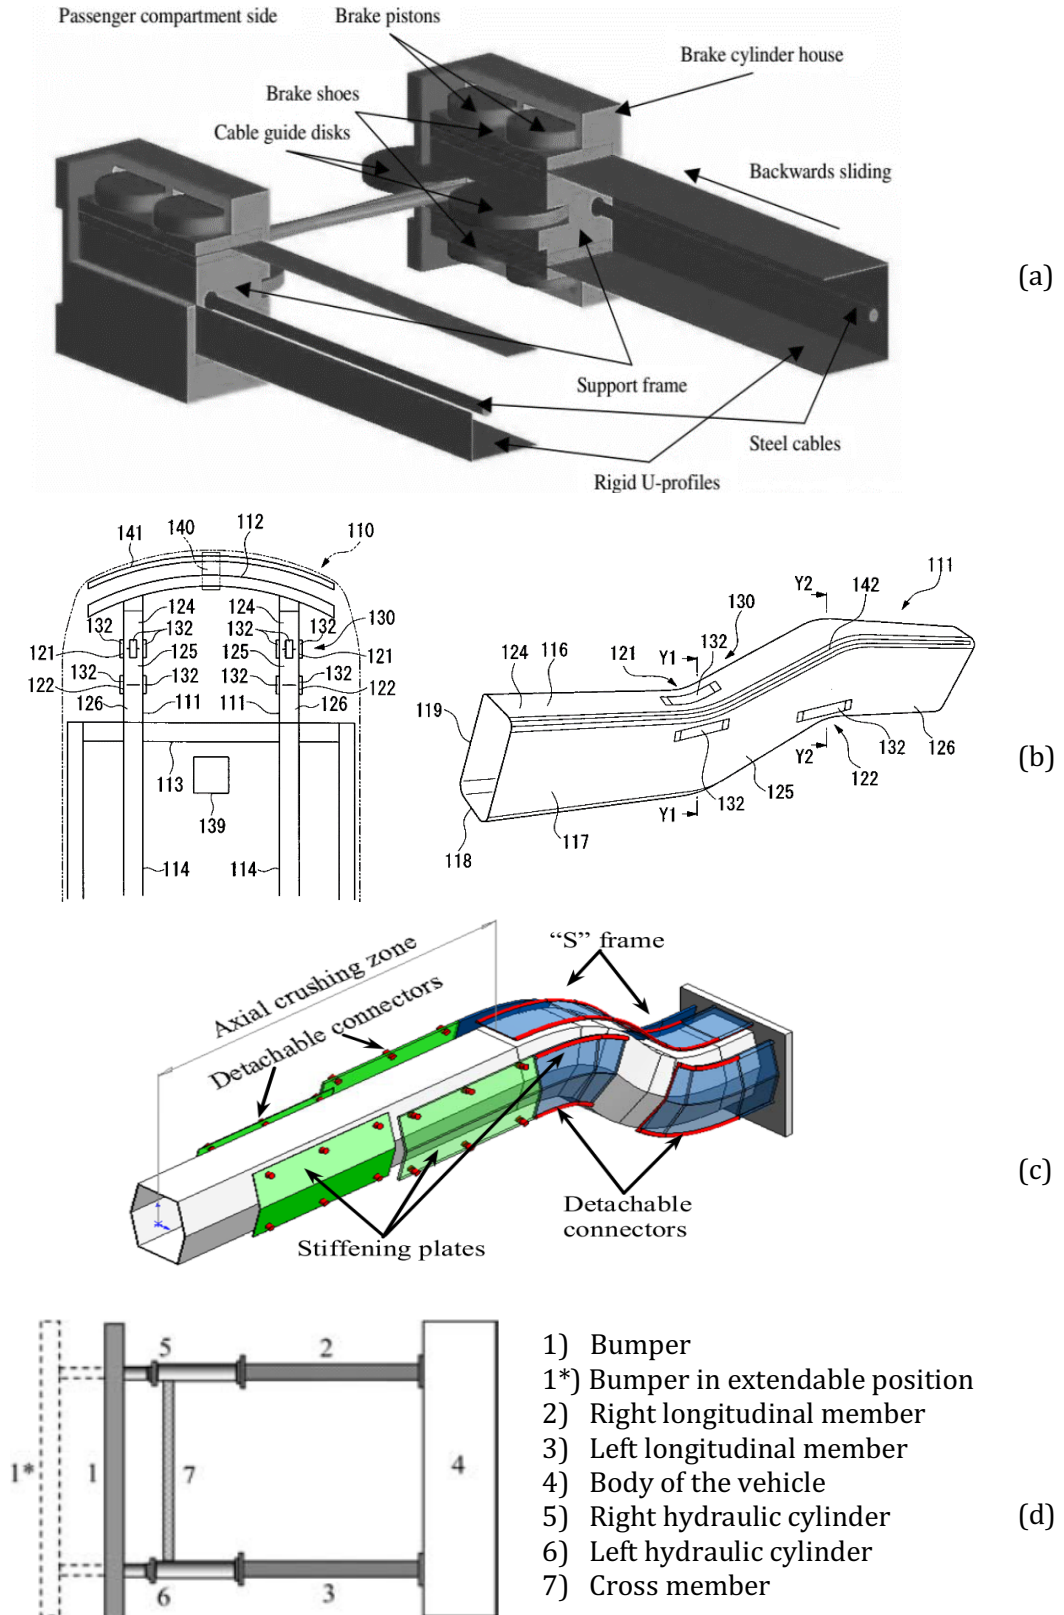 Passenger compartment side
Brake pistons
Brake cylinder house
Brake shoes
Cable guide disks
Backwards sliding
(a)
Support frame
Steel cables
Rigid U-profiles
141
140
112
110
124
124
132
132
132
132
130
121
125
125
121
132
132
132
132
122
122
126
111
111
126
113
139
114
114
Y2
111
142
130
Y1
132
121
124
116
119
132
126
(b)
Y2
122
125
132
Y1
117
118
“S” frame
Axial crushing zone
Detachable connectors
(c)
Detachable
connectors
Stiffening plates
5
2
1*
1
7
4
6
3
1) Bumper
1*) Bumper in extendable position
2) Right longitudinal member
3) Left longitudinal member
4) Body of the vehicle
5) Right hydraulic cylinder
6) Left hydraulic cylinder
7) Cross member
(d)